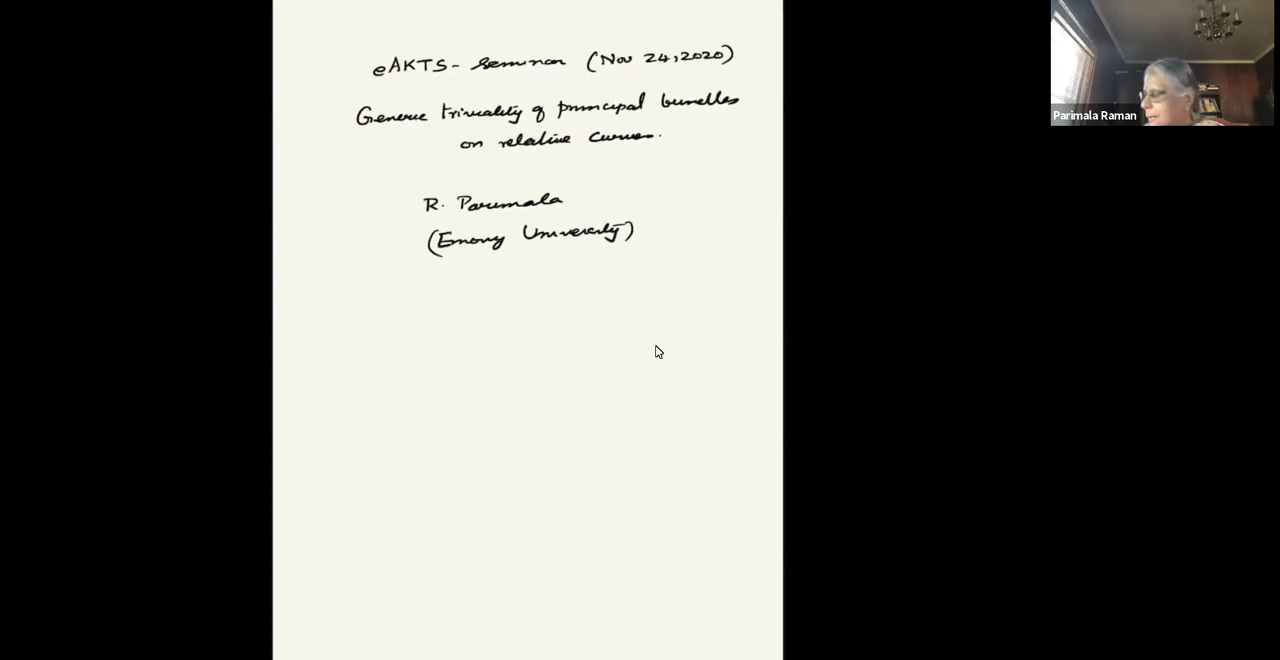 eAKTS - Seminar (Nov 24, 2020)
Generic triviality of principal bundles
on relative curves.
R. Parimala
(Emory University)
Parimala Raman